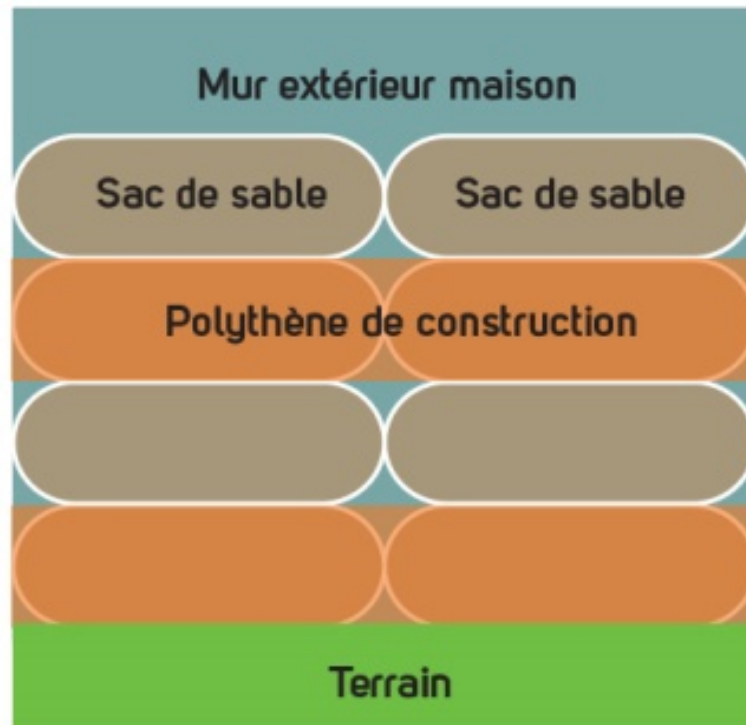 Mur extérieur maison
Sac de sable Sac de sable
Polythène de construction
Terrain